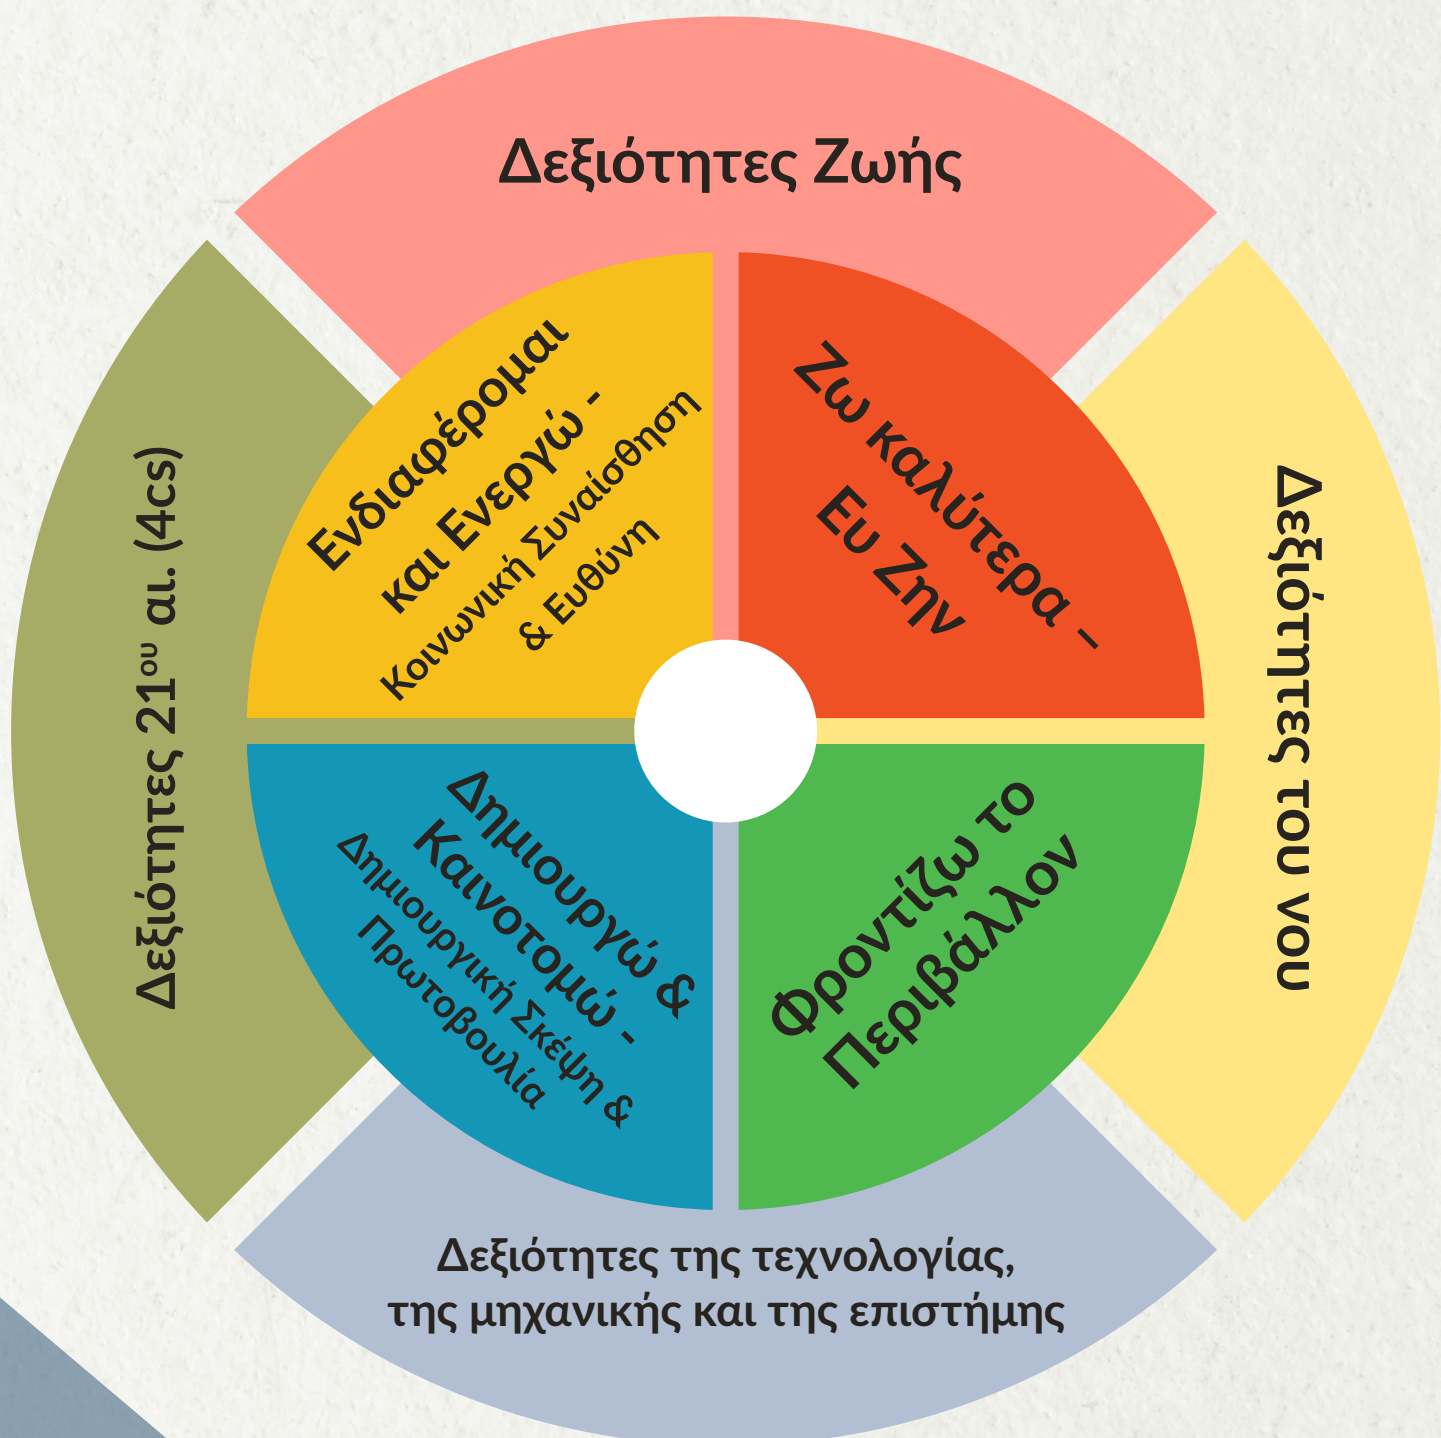 Δεξιότητες Ζωής
Ενδιαφέρομαι
και Ενεργώ -
Κοινωνική Συναίσθηση
& Ευθύνη
Ζω καλύτερα –
Ευ Ζην
Δεξιότητες 21ου αι. (4cs)
Δεξιότητες του νου
Δημιουργώ &
Καινοτομώ -
Δημιουργική Σκέψη &
Πρωτοβουλία
Φροντίζω το
Περιβάλλον
Δεξιότητες της τεχνολογίας,
της μηχανικής και της επιστήμης